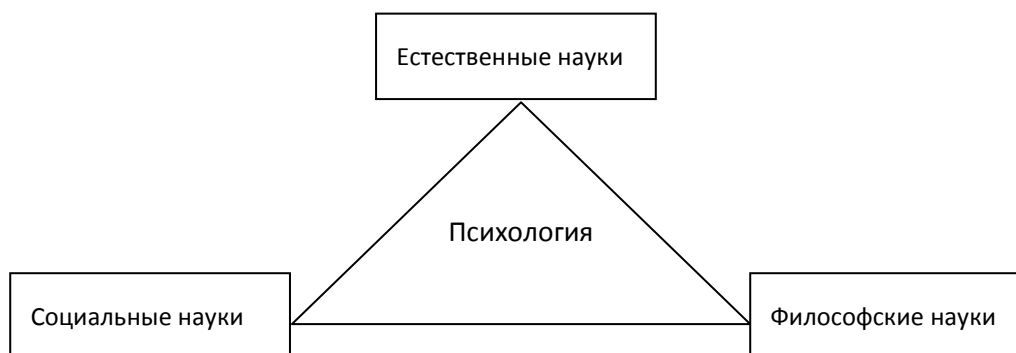 Естественные науки
Психология
Социальные науки
Философские науки